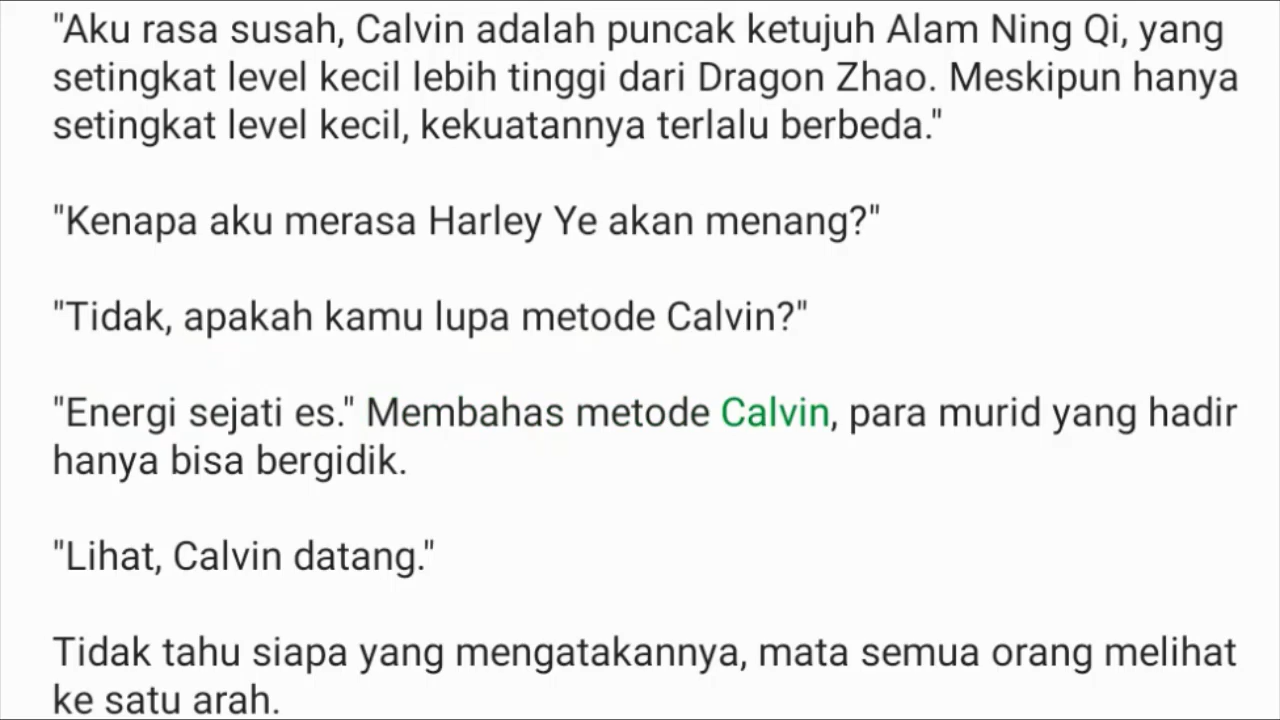 "Aku rasa susah, Calvin adalah puncak ketujuh Alam Ning Qi, yang
setingkat level kecil lebih tinggi dari Dragon Zhao. Meskipun hanya
setingkat level kecil, kekuatannya terlalu berbeda."
"Kenapa aku merasa Harley Ye akan menang?"
"Tidak, apakah kamu lupa metode Calvin?"
"Energi sejati es." Membahas metode Calvin, para murid yang hadir
hanya bisa bergidik.
"Lihat, Calvin datang."
Tidak tahu siapa yang mengatakannya, mata semua orang melihat
ke satu arah.